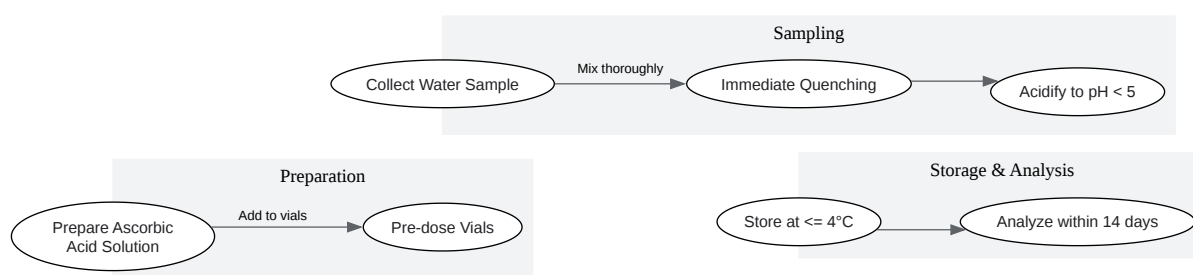 Sampling
Collect Water Sample
Mix thoroughly
Immediate Quenching
Acidify to pH < 5
Preparation
Prepare Ascorbic
Acid Solution
Add to vials
Pre-dose Vials
Storage & Analysis
Store at <= 4°C
Analyze within 14 days